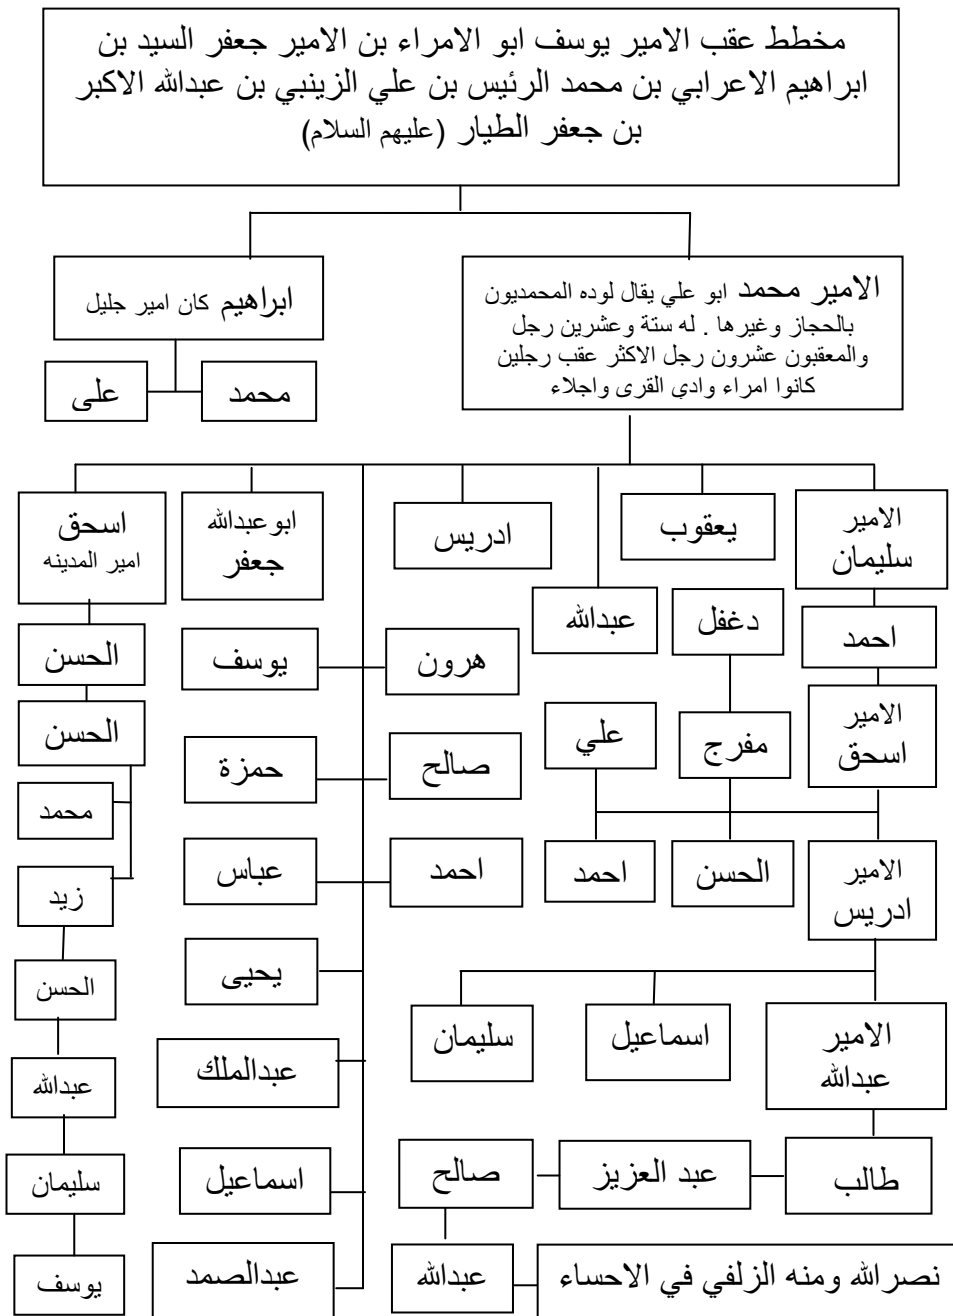 مخطط عقب الامير يوسف ابو الامراء بن الامير جعفر السيد بن
ابراهيم الاعرابي بن محمد الرئيس بن علي الزينبي بن عبدالله الاكبر
بن جعفر الطيار (عليهم السلام)
الامير محمد ابو علي يقال لوده المحمديون
بالحجاز وغيرها . له ستة وعشرين رجل
والمعقبون عشرون رجل الاكثر عقب رجلين
كانوا امراء وادي القرى واجلاء
ابراهيم كان امير جليل
محمد
على
الامير
سليمان
يعقوب
ادريس
ابوعبدالله
جعفر
اسحق
امير المدينه
احمد
دغفل
عبدالله
هرون
يوسف
الحسن
الامير
اسحق
مفرج
علي
صالح
حمزة
الحسن
محمد
الامير
ادريس
الحسن
احمد
احمد
عباس
زيد
يحيى
الحسن
الامير
عبدالله
اسماعيل
سليمان
عبدالملك
عبدالله
طالب
عبد العزيز
صالح
اسماعيل
سليمان
نصرالله ومنه الزلفي في الاحساء
عبدالله
عبدالصمد
يوسف